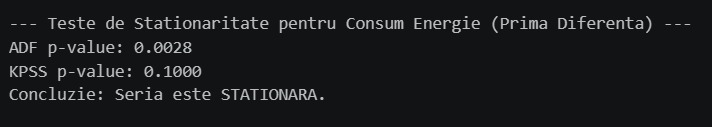 --- Teste de Stationaritate pentru Consum Energie (Prima Diferenta) ---
ADF p-value: 0.0028
KPSS p-value: 0.1000
Concluzie: Seria este STATIONARA.